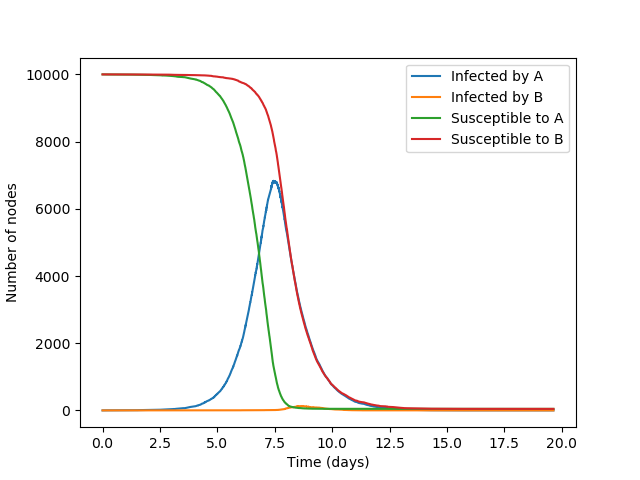 Infected by A
Infected by B
Susceptible to A
Susceptible to B
10000
8000
6000
4000
2000
0
Number of nodes
0.0 2.5 5.0 7.5 10.0 12.5 15.0 17.5 20.0
Time (days)